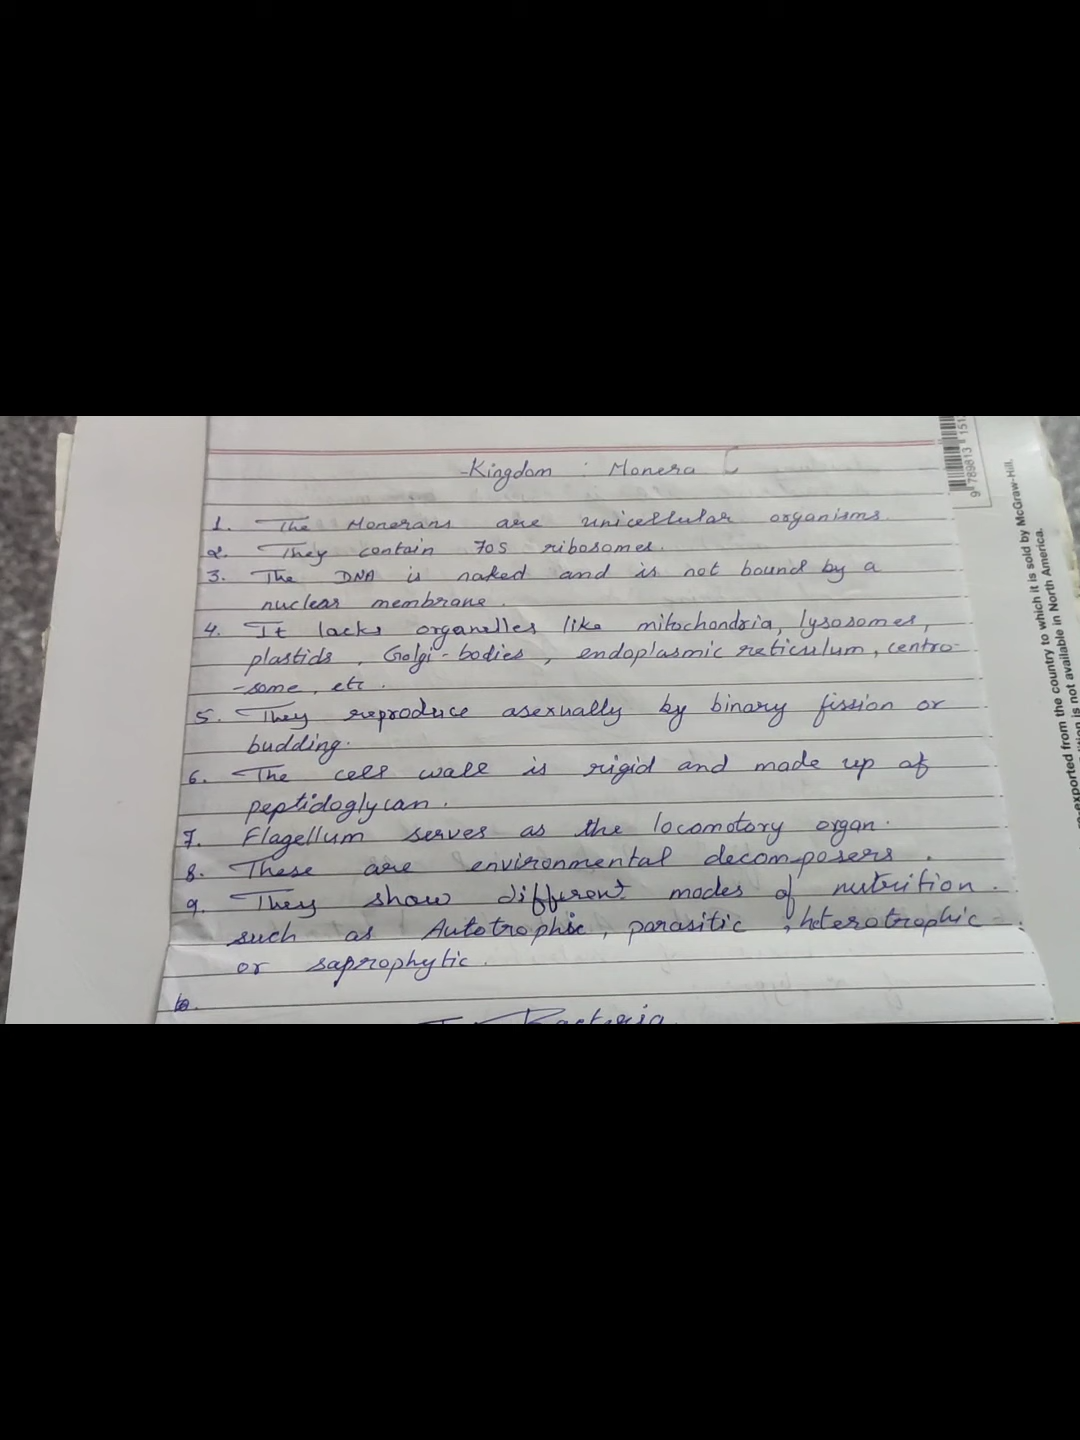 Kingdom : Monera
1. The Monerans are unicellular organisms.
2. They contain 70S ribosomes.
3. The DNA is naked and is not bound by a
nuclear membrane.
4. It lacks organelles like mitochondria, lysosomes,
plastids, Golgi-bodies, endoplasmic reticulum, centro-
-some, etc.
5. They reproduce asexually by binary fission or
budding.
6. The cell wall is rigid and made up of
peptidoglycan.
7. Flagellum serves as the locomotory organ.
8. These are environmental decomposers.
9. They show different modes of nutrition.
such as Autotrophic, parasitic, heterotrophic
or saprophytic.
10.
Bacteria
9 789813 151
exported from the country to which it is sold by McGraw-Hill.
edition is not available in North America.